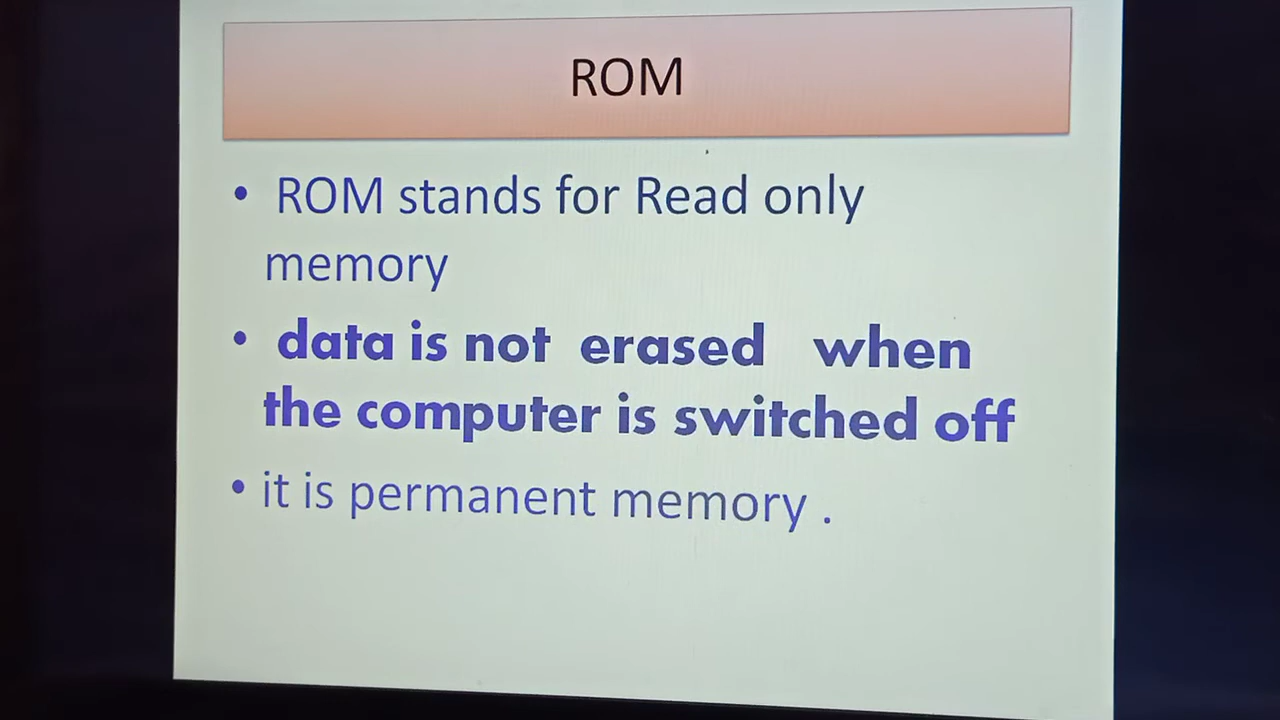 ROM
• ROM stands for Read only
memory
• data is not erased when
the computer is switched off
• it is permanent memory .